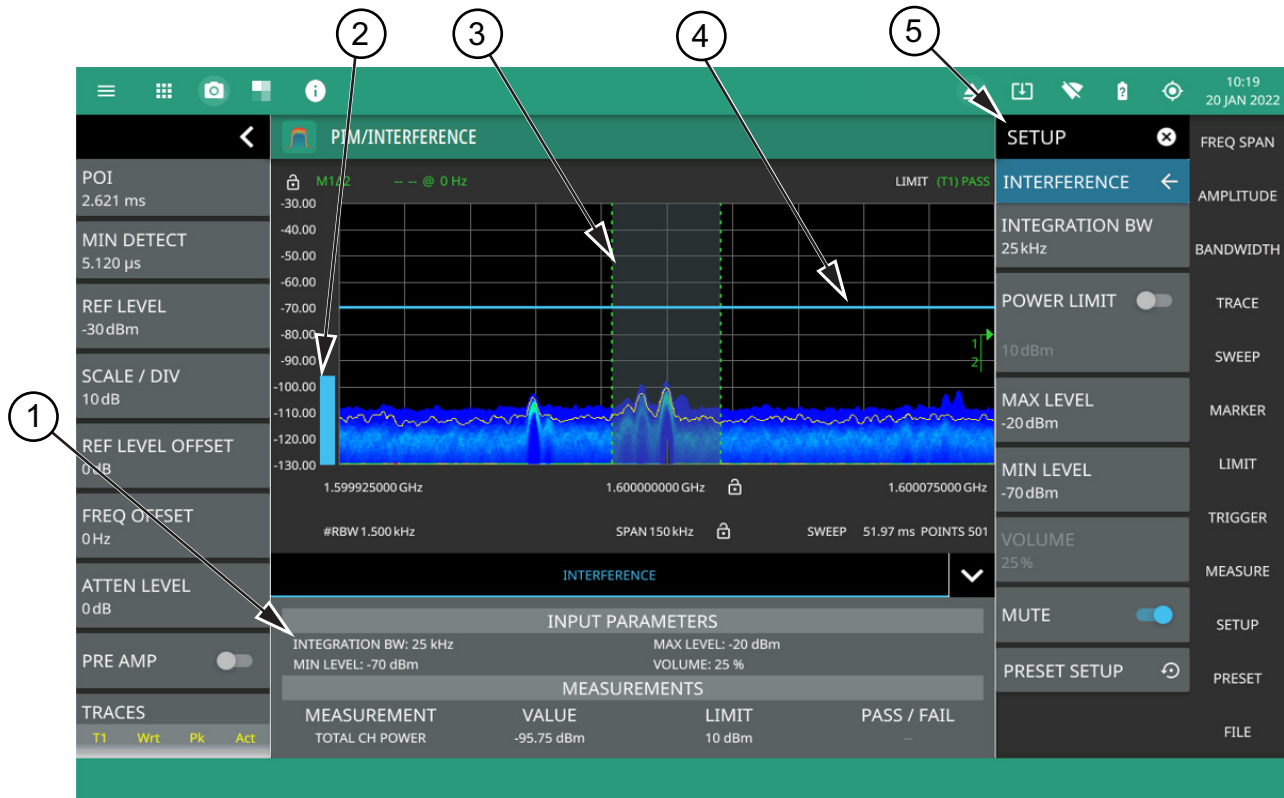 2
3
4
5
10:19
20 JAN 2022
PIM/INTERFERENCE
SETUP
FREQ SPAN
POI
2.621 ms
-- -- @ 0 Hz
LIMIT (T1) PASS
INTERFERENCE
AMPLITUDE
-30.00
-40.00
-50.00
-60.00
-70.00
-80.00
-90.00
-100.00
-110.00
-120.00
-130.00
1
2
MIN DETECT
5.120 µs
REF LEVEL
-30 dBm
SCALE / DIV
10 dB
1
REF LEVEL OFFSET
0 dB
FREQ OFFSET
0 Hz
ATTEN LEVEL
0 dB
PRE AMP
TRACES
T1 Wrt Pk Act
1.599925000 GHz
1.600000000 GHz
1.600075000 GHz
#RBW 1.500 kHz
SPAN 150 kHz
SWEEP 51.97 ms POINTS 501
INTERFERENCE
INPUT PARAMETERS
INTEGRATION BW: 25 kHz
MAX LEVEL: -20 dBm
MIN LEVEL: -70 dBm
VOLUME: 25 %
MEASUREMENTS
MEASUREMENT VALUE LIMIT PASS / FAIL
TOTAL CH POWER -95.75 dBm 10 dBm --
INTEGRATION BW
25 kHz
POWER LIMIT
10 dBm
MAX LEVEL
-20 dBm
MIN LEVEL
-70 dBm
VOLUME
25 %
MUTE
PRESET SETUP
BANDWIDTH
TRACE
SWEEP
MARKER
LIMIT
TRIGGER
MEASURE
SETUP
PRESET
FILE